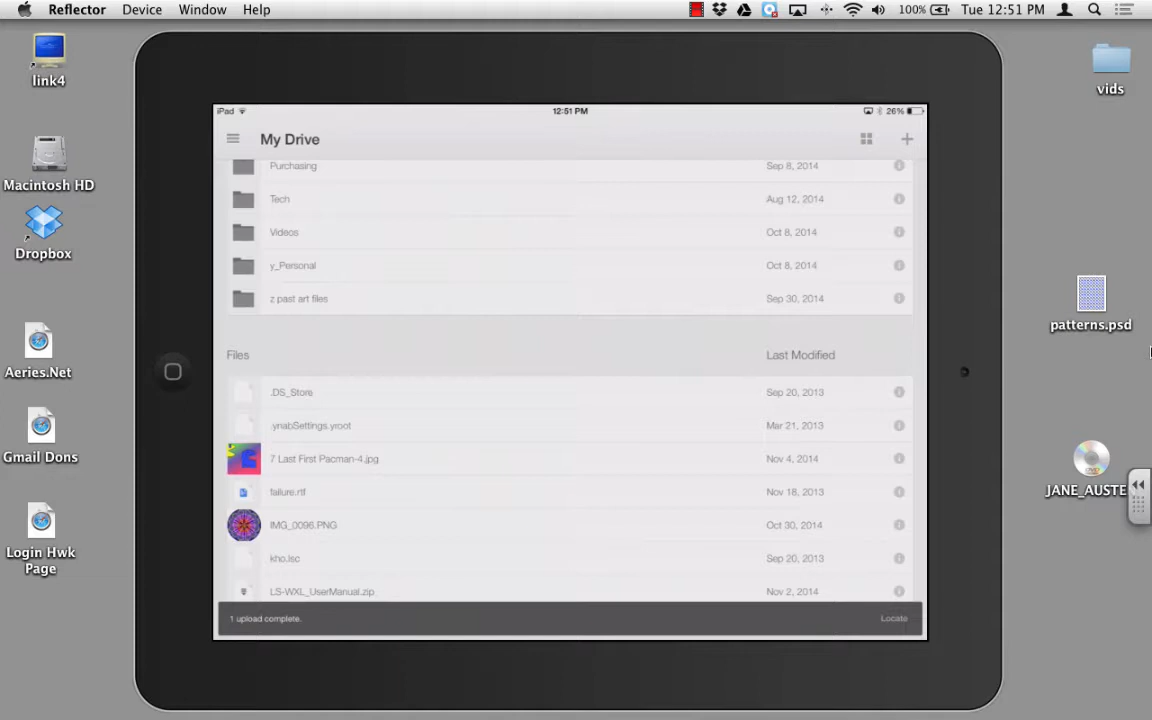 Reflector Device Window Help 100% Tue 12:51 PM
link4
Macintosh HD
Dropbox
Aeries.Net
Gmail Dons
Login Hwk
Page
vids
patterns.psd
JANE_AUSTE
iPad 12:51 PM 26%
My Drive
Purchasing Sep 8, 2014
Tech Aug 12, 2014
Videos Oct 8, 2014
y_Personal Oct 8, 2014
z past art files Sep 30, 2014
Files Last Modified
.DS_Store Sep 20, 2013
.ynabSettings.yroot Mar 21, 2013
7 Last First Pacman-4.jpg Nov 4, 2014
failure.rtf Nov 18, 2013
IMG_0096.PNG Oct 30, 2014
kho.lsc Sep 20, 2013
LS-WXL_UserManual.zip Nov 2, 2014
1 upload complete. Locate